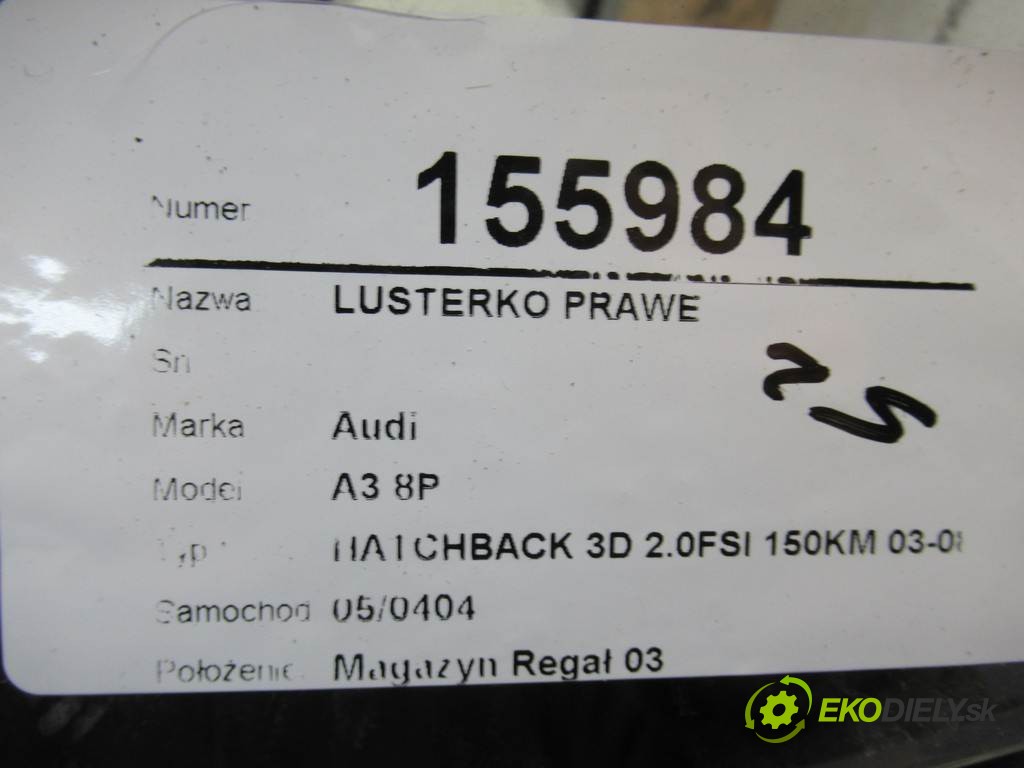 Numer 155984
Nazwa LUSTERKO PRAWE
Sn
Marka Audi
Model A3 8P
Typ HATCHBACK 3D 2.0FSI 150KM 03-08
Samochod 05/0404
Położenie Magazyn Regał 03
EKODIELY.sk